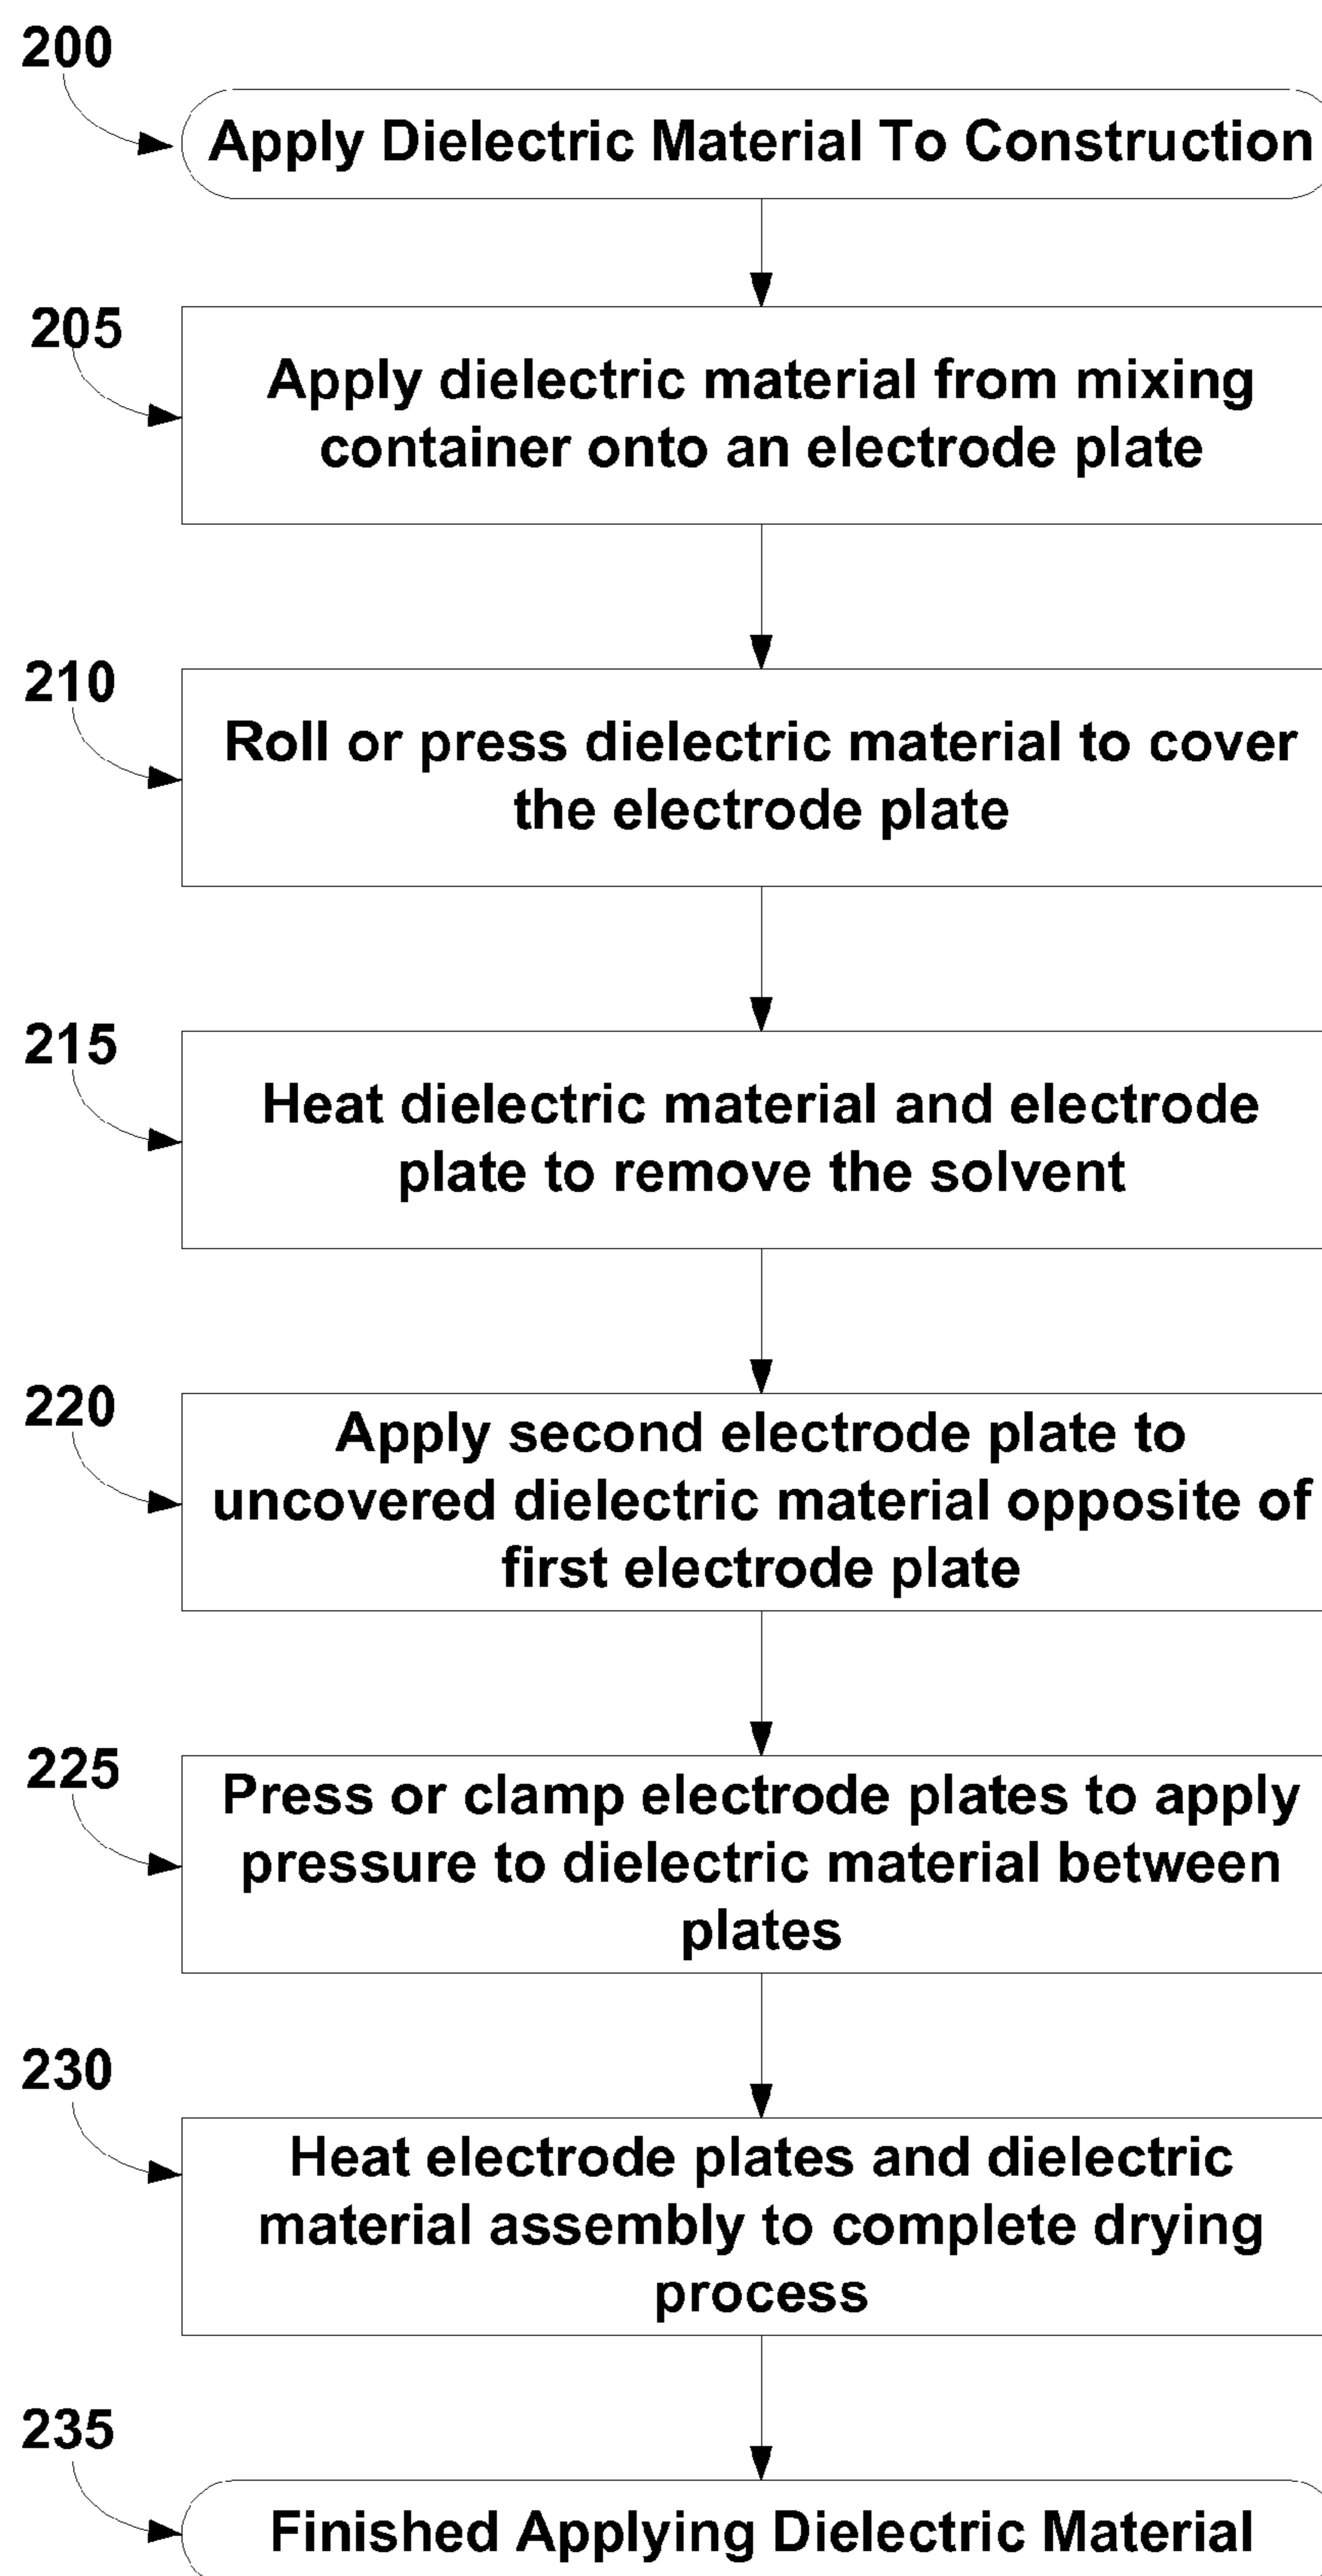 200
Apply Dielectric Material To Construction
205
Apply dielectric material from mixing
container onto an electrode plate
210
Roll or press dielectric material to cover
the electrode plate
215
Heat dielectric material and electrode
plate to remove the solvent
220
Apply second electrode plate to
uncovered dielectric material opposite of
first electrode plate
225
Press or clamp electrode plates to apply
pressure to dielectric material between
plates
230
Heat electrode plates and dielectric
material assembly to complete drying
process
235
Finished Applying Dielectric Material